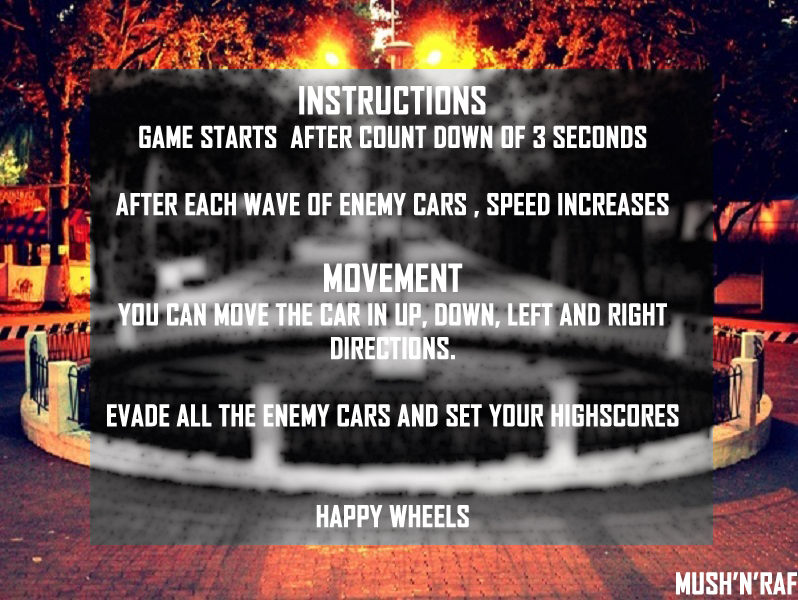 INSTRUCTIONS
GAME STARTS AFTER COUNT DOWN OF 3 SECONDS
AFTER EACH WAVE OF ENEMY CARS , SPEED INCREASES
MOVEMENT
YOU CAN MOVE THE CAR IN UP, DOWN, LEFT AND RIGHT
DIRECTIONS.
EVADE ALL THE ENEMY CARS AND SET YOUR HIGHSCORES
HAPPY WHEELS
MUSH'N'RAF